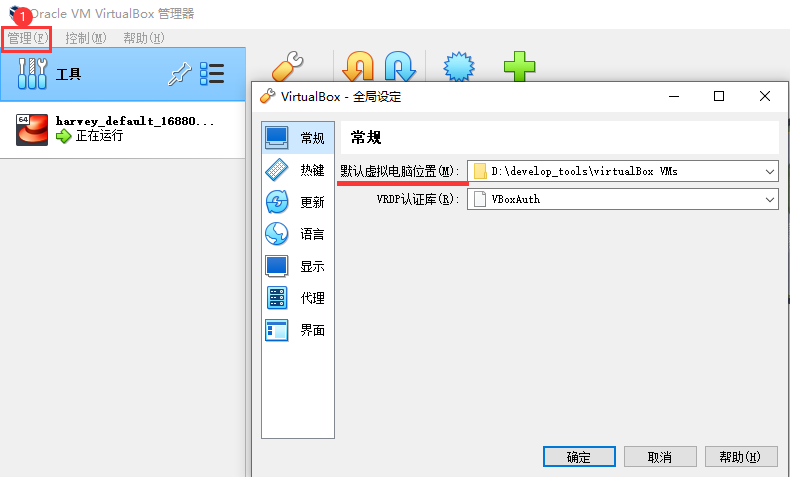 1
Oracle VM VirtualBox 管理器
管理(F) 控制(M) 帮助(H)
工具
64
harvey_default_16880...
正在运行
VirtualBox - 全局设定
常规
热键
更新
语言
显示
代理
界面
常规
默认虚拟电脑位置(M): D:\develop_tools\virtualBox VMs
VRDP认证库(R): VBoxAuth
确定 取消 帮助(H)